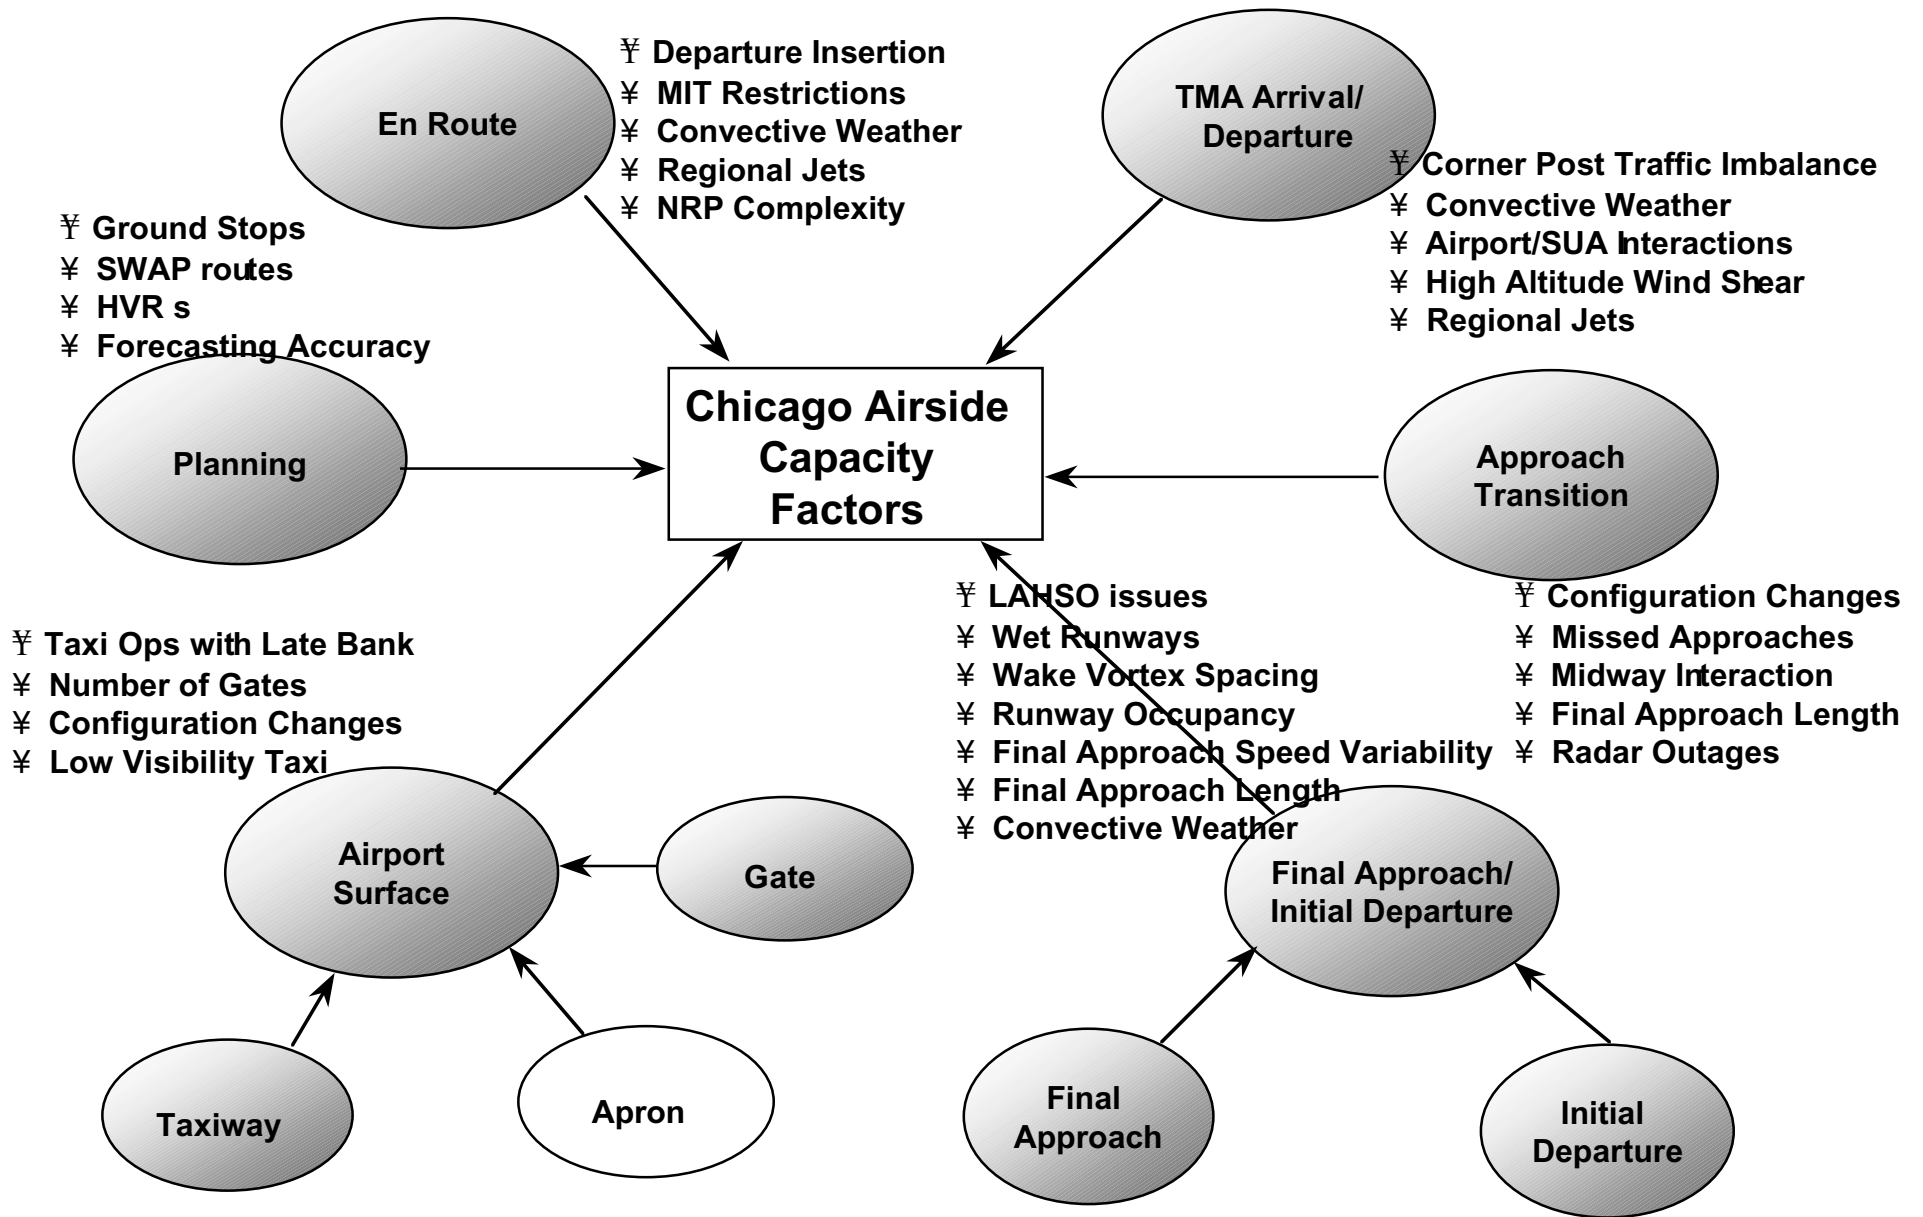 En Route
¥ Departure Insertion
¥ MIT Restrictions
¥ Convective Weather
¥ Regional Jets
¥ NRP Complexity
TMA Arrival/
Departure
¥ Corner Post Traffic Imbalance
¥ Convective Weather
¥ Airport/SUA Interactions
¥ High Altitude Wind Shear
¥ Regional Jets
¥ Ground Stops
¥ SWAP routes
¥ HVR s
¥ Forecasting Accuracy
Planning
Chicago Airside
Capacity
Factors
Approach
Transition
¥ Configuration Changes
¥ Missed Approaches
¥ Midway Interaction
¥ Final Approach Length
¥ Radar Outages
¥ LAHSO issues
¥ Wet Runways
¥ Wake Vortex Spacing
¥ Runway Occupancy
¥ Final Approach Speed Variability
¥ Final Approach Length
¥ Convective Weather
¥ Taxi Ops with Late Bank
¥ Number of Gates
¥ Configuration Changes
¥ Low Visibility Taxi
Airport
Surface
Gate
Final Approach/
Initial Departure
Taxiway
Apron
Final
Approach
Initial
Departure